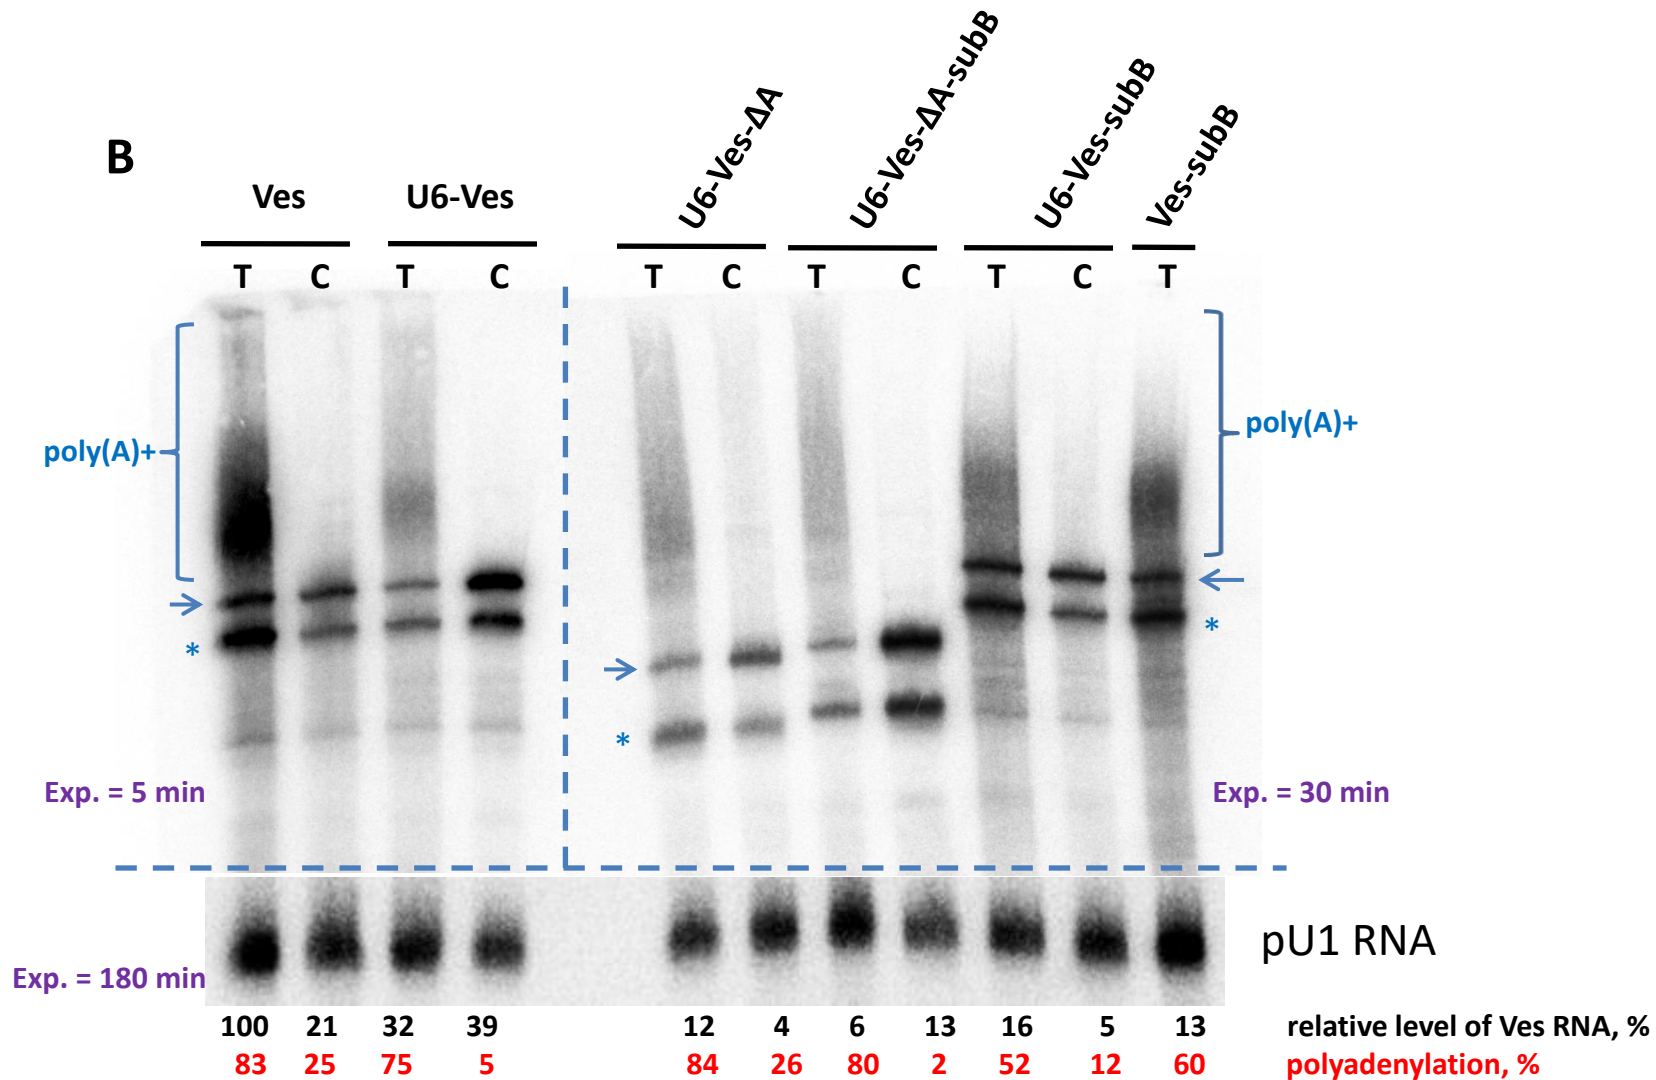 B
Ves U6-Ves U6-Ves-ΔA U6-Ves-ΔA-subB U6-Ves-subB Ves-subB
T C T C T C T C T C T
poly(A)+ poly(A)+
*
*
*
Exp. = 5 min Exp. = 30 min
pU1 RNA
Exp. = 180 min
100 21 32 39 12 4 6 13 16 5 13 relative level of Ves RNA, %
83 25 75 5 84 26 80 2 52 12 60 polyadenylation, %